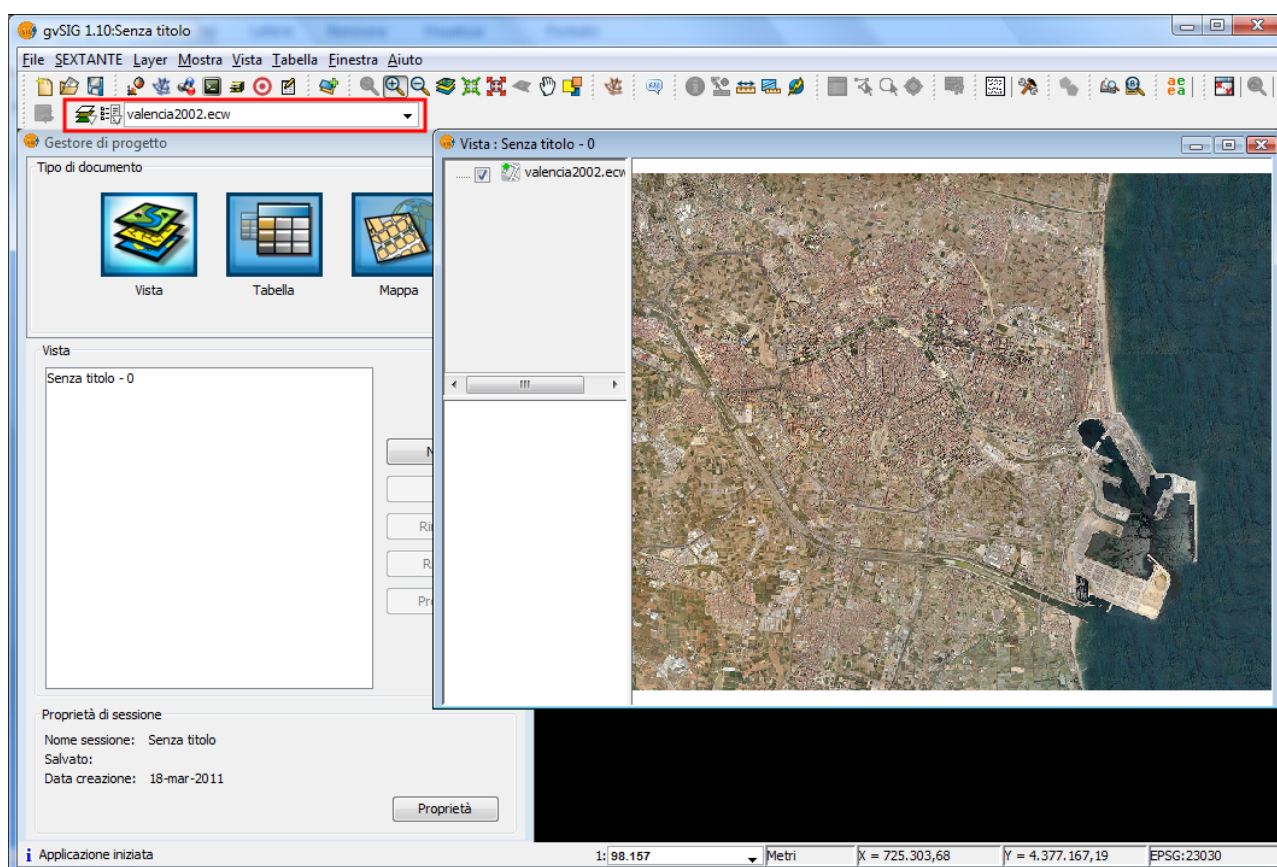 gvSIG 1.10:Senza titolo
File SEXTANTE Layer Mostra Vista Tabella Finestra Aiuto
valencia2002.ecw
Gestore di progetto
Tipo di documento
Vista
Tabella
Mappa
Vista
Senza titolo - 0
N
Ri
R
Pr
Proprietà di sessione
Nome sessione: Senza titolo
Salvato:
Data creazione: 18-mar-2011
Proprietà
Vista : Senza titolo - 0
valencia2002.ecw
Applicazione iniziata
1: 98.157
Metri
X = 725.303,68
Y = 4.377.167,19
EPSG:23030